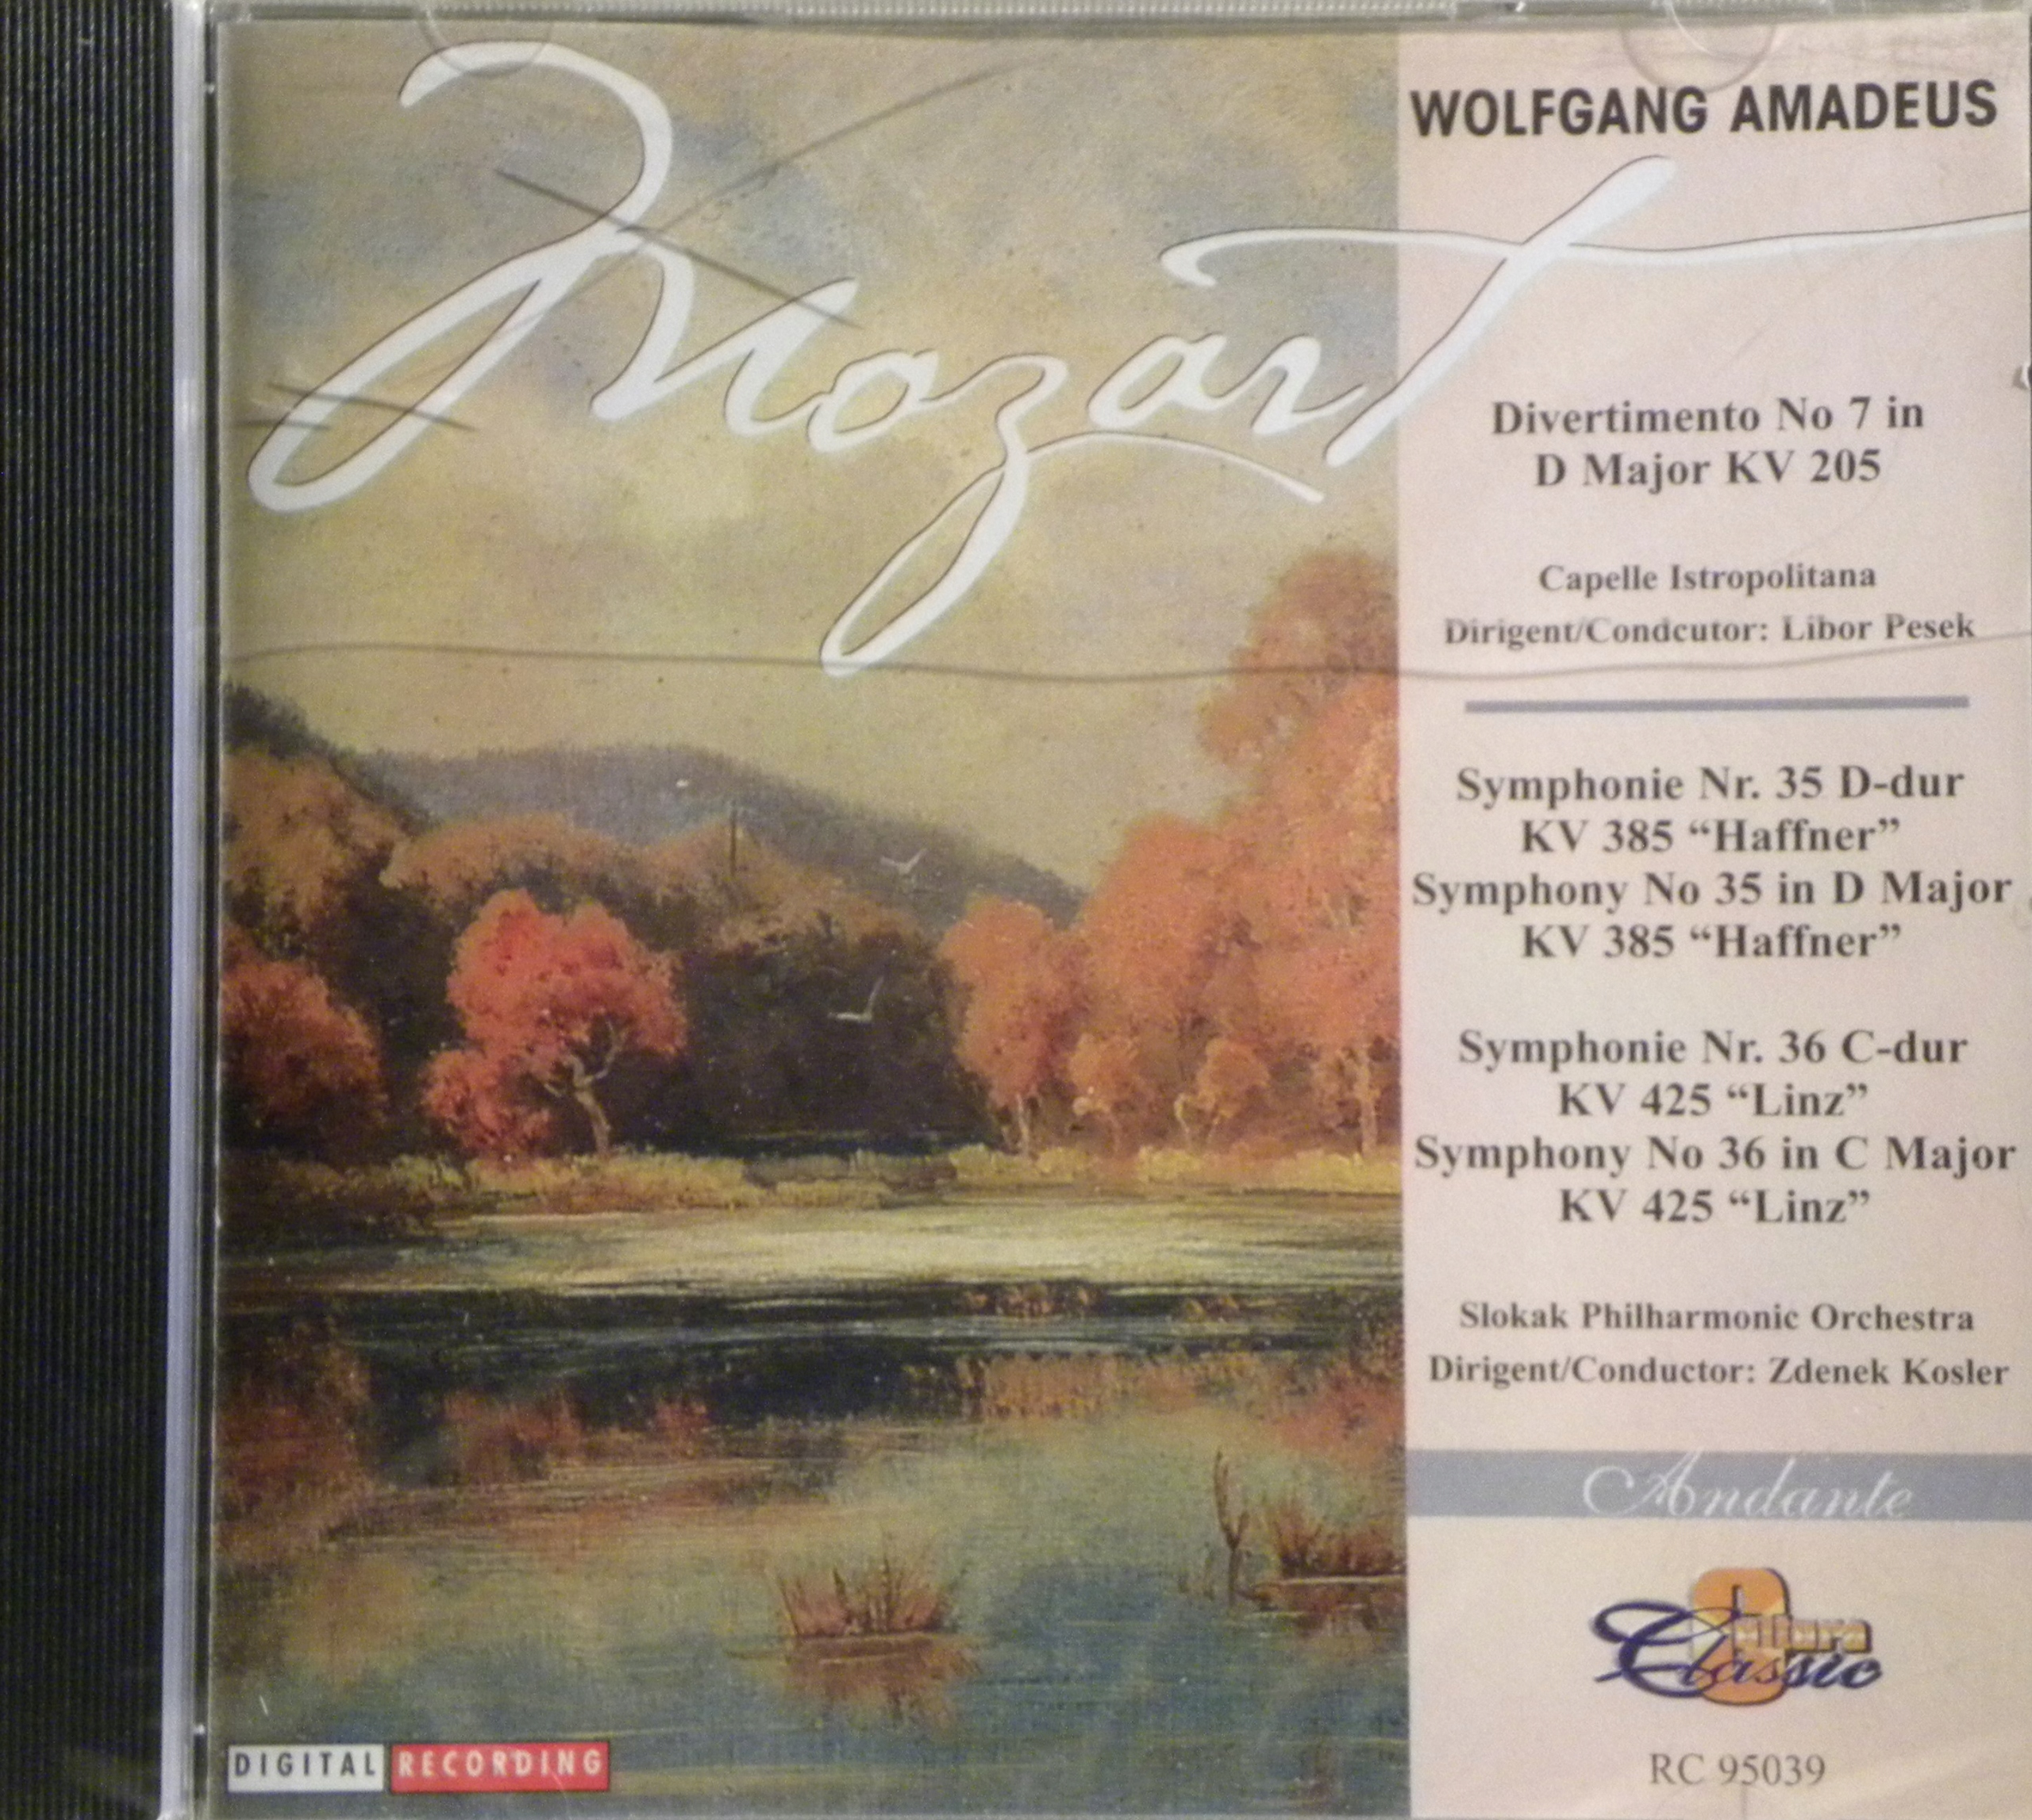 WOLFGANG AMADEUS
Mozart
Divertimento No 7 in
D Major KV 205
Capelle Istropolitana
Dirigent/Condcutor: Libor Pesek
Symphonie Nr. 35 D-dur
KV 385 “Haffner”
Symphony No 35 in D Major
KV 385 “Haffner”
Symphonie Nr. 36 C-dur
KV 425 “Linz”
Symphony No 36 in C Major
KV 425 “Linz”
Slokak Philharmonic Orchestra
Dirigent/Conductor: Zdenek Kosler
Andante
Classic
RC 95039
DIGITAL RECORDING